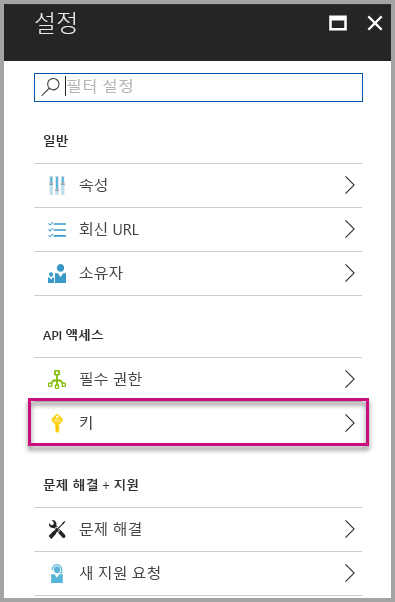 설정
필터 설정
일반
속성
회신 URL
소유자
API 액세스
필수 권한
키
문제 해결 + 지원
문제 해결
새 지원 요청